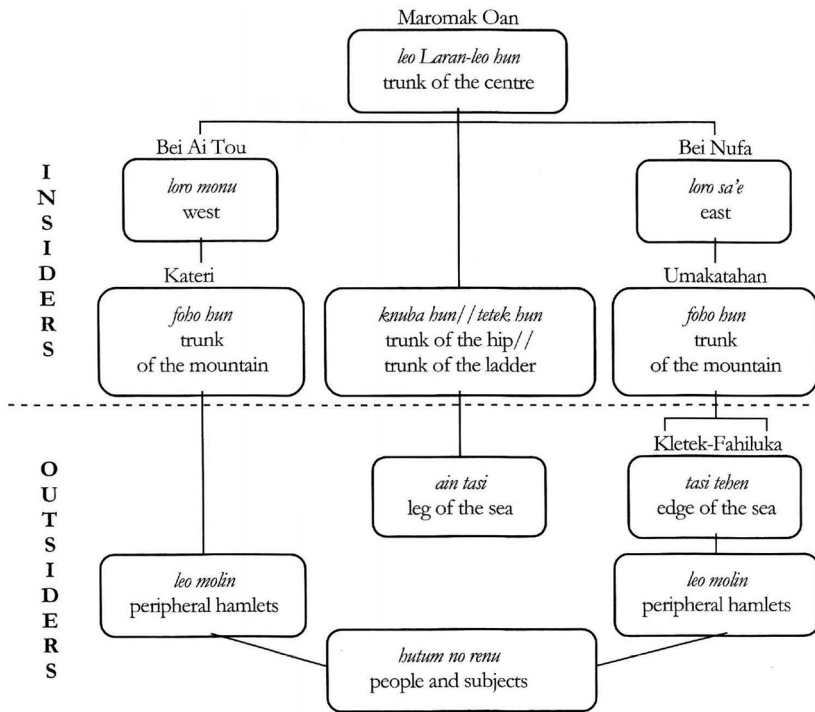 Maromak Oan
leo Laran-leo hun
trunk of the centre
Bei Ai Tou
Bei Nufa
loro monu
west
loro sa'e
east
Kateri
Umakatahan
foho hun
trunk
of the mountain
knuba hun//tetek hun
trunk of the hip//
trunk of the ladder
foho hun
trunk
of the mountain
INSIDERS
Kletek-Fahiluka
ain tasi
leg of the sea
tasi tehen
edge of the sea
leo molin
peripheral hamlets
leo molin
peripheral hamlets
hutum no renu
people and subjects
OUTSIDERS